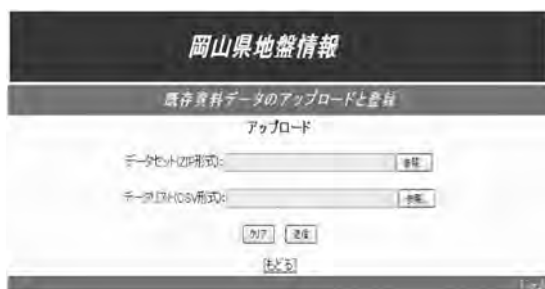 岡山県地盤情報
既存資料データのアップロードと登録
アップロード
データセット(ZIP形式):
参照...
データリスト(CSV形式):
参照...
クリア 送信
[もどる]